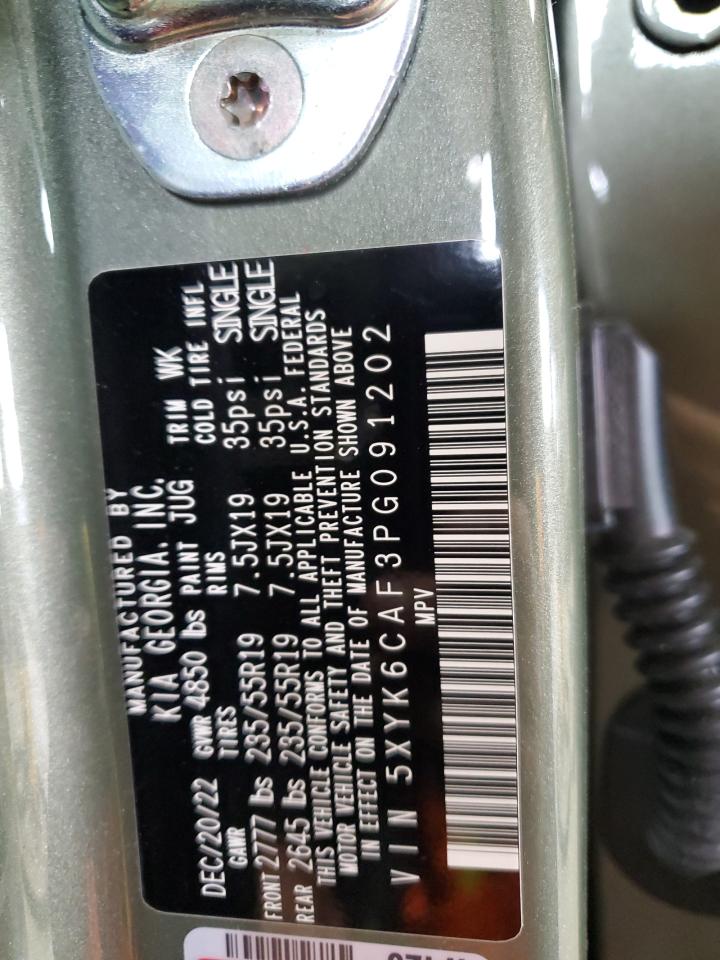 MANUFACTURED BY
KIA GEORGIA. INC.
DEC/20/22 GVWR 4850 lbs PAINT JUG TRIM WK
GAWR TIRES RIMS COLD TIRE INFL
FRONT 2777 lbs 235/55R19 7.5JX19 35psi SINGLE
REAR 2645 lbs 235/55R19 7.5JX19 35psi SINGLE
THIS VEHICLE CONFORMS TO ALL APPLICABLE U.S.A. FEDERAL
MOTOR VEHICLE SAFETY AND THEFT PREVENTION STANDARDS
IN EFFECT ON THE DATE OF MANUFACTURE SHOWN ABOVE
VIN 5XYK6CAF3PG091202
MPV